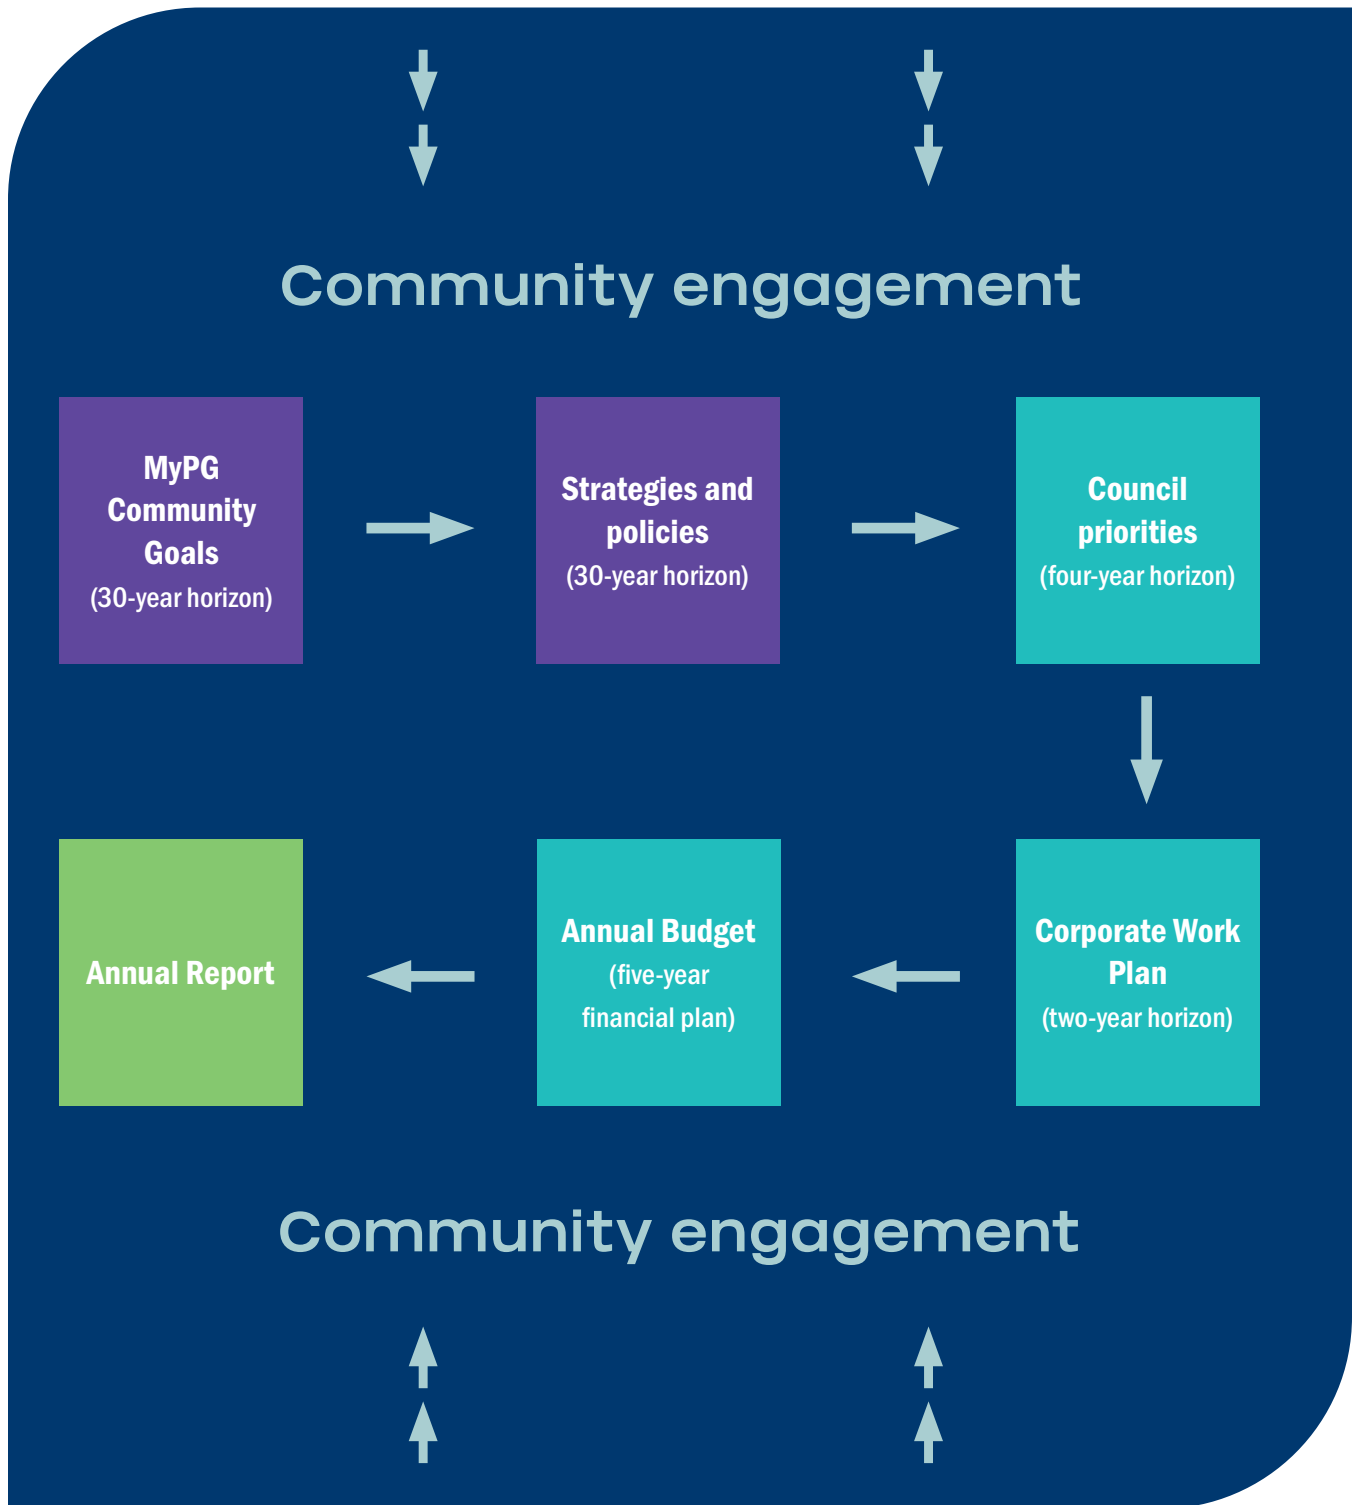 Community engagement
MyPG
Community
Goals
(30-year horizon)
Strategies and
policies
(30-year horizon)
Council
priorities
(four-year horizon)
Annual Report
Annual Budget
(five-year
financial plan)
Corporate Work
Plan
(two-year horizon)
Community engagement